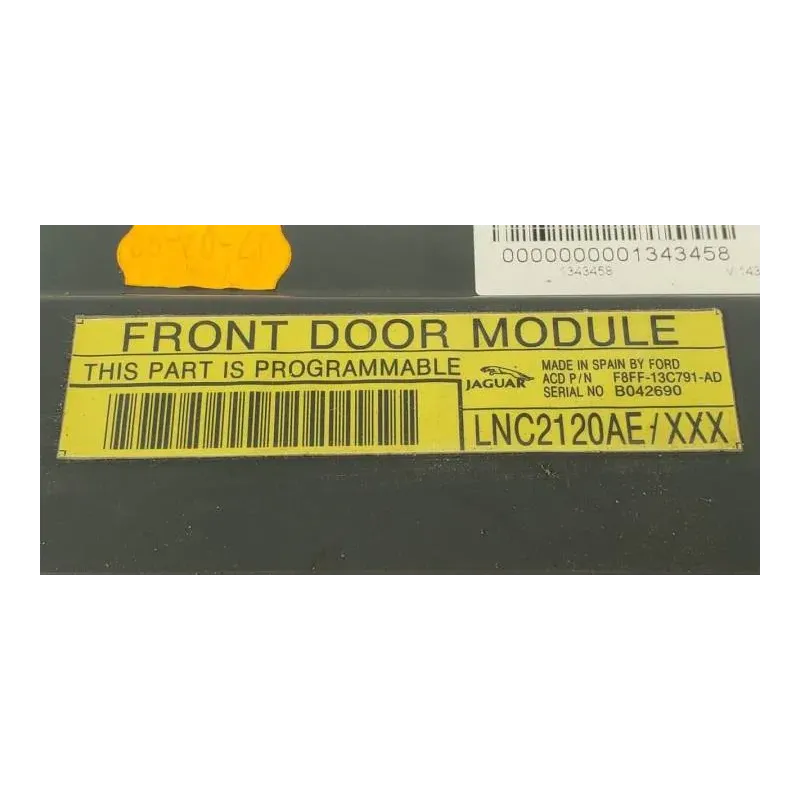 0000000001343458
1343458
FRONT DOOR MODULE
THIS PART IS PROGRAMMABLE
JAGUAR
MADE IN SPAIN BY FORD
ACD P/N F8FF-13C791-AD
SERIAL NO B042690
LNC2120AE/XXX